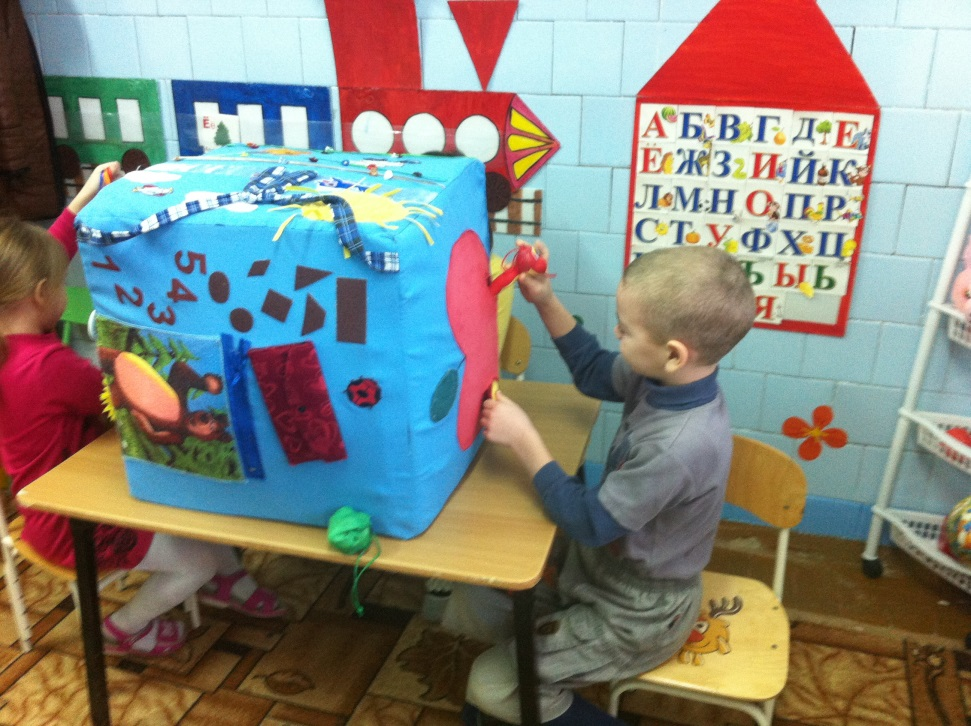 Ё
А Б В Г Д Е
Ё Ж З И Й К
Л М Н О П Р
С Т У Ф Х Ц
Ъ Ы Ь
Я
5
4
1 2 3